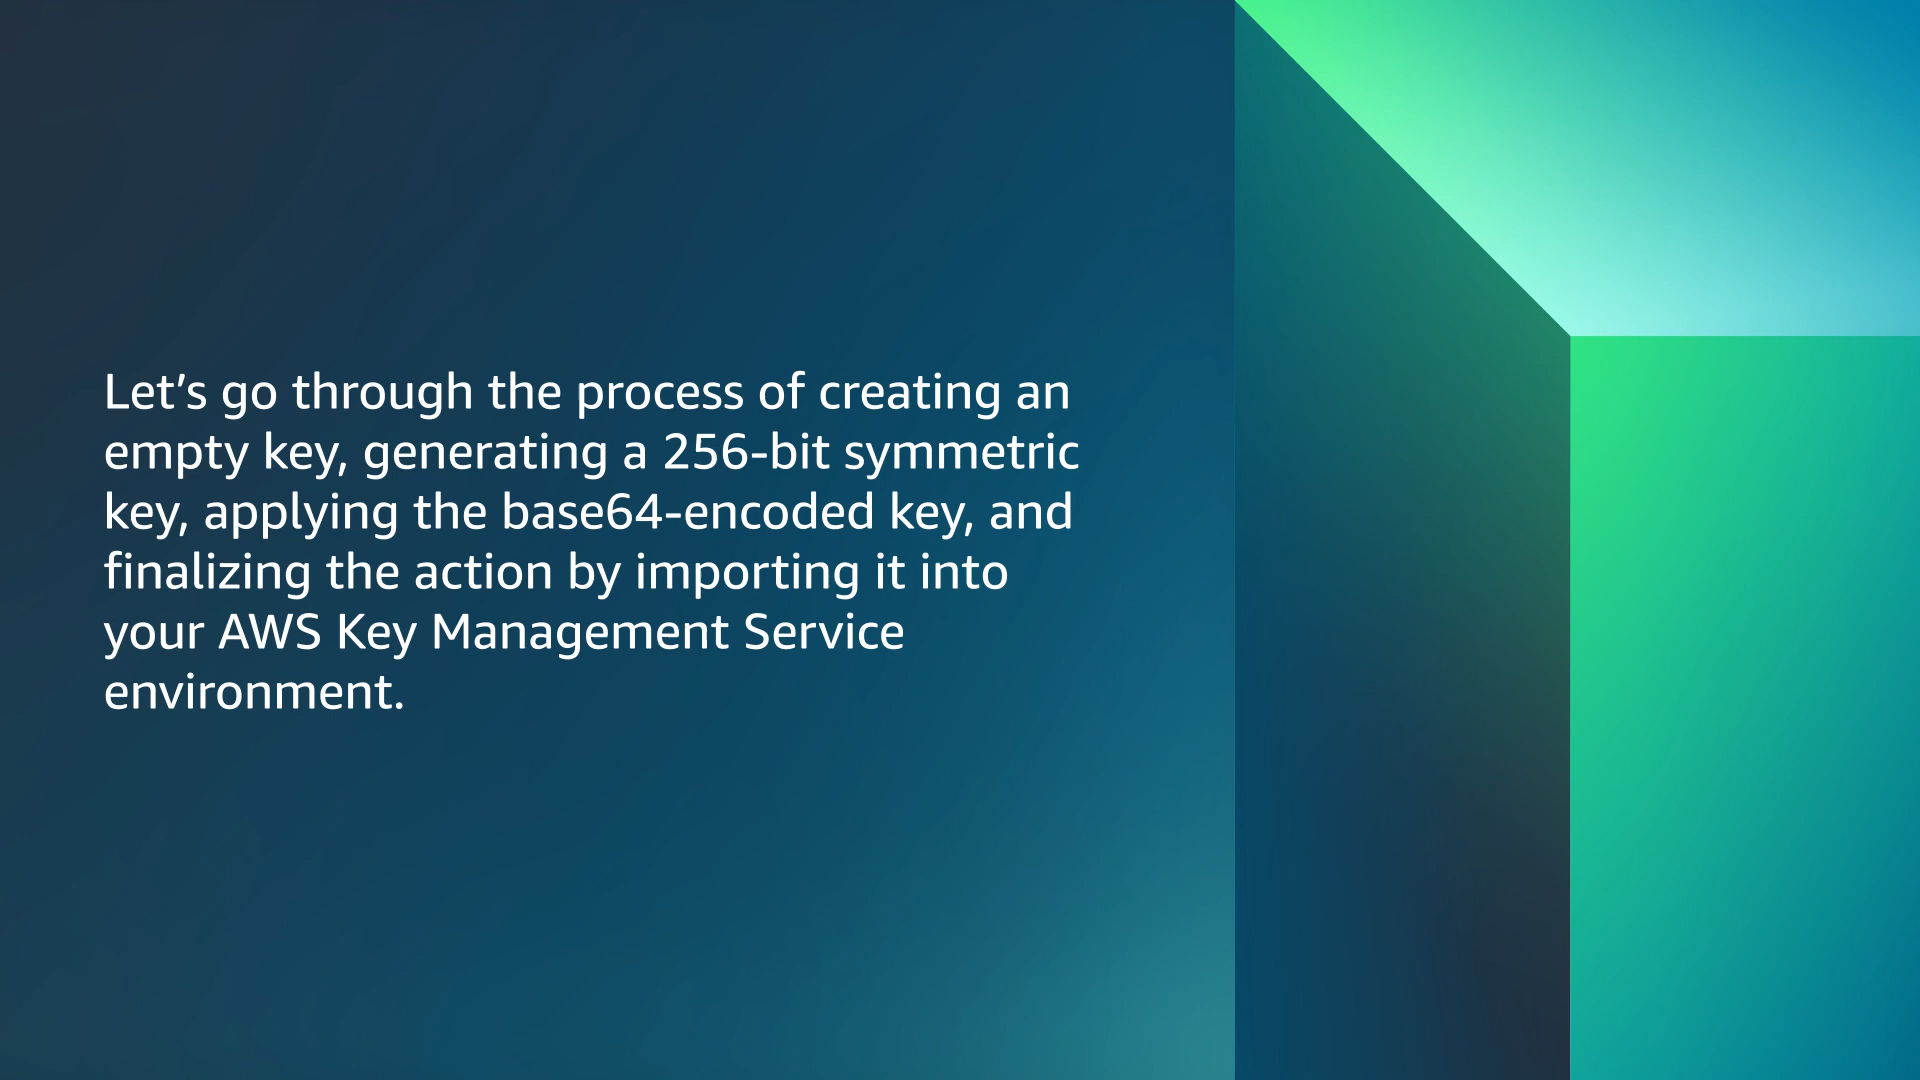 Let’s go through the process of creating an
empty key, generating a 256-bit symmetric
key, applying the base64-encoded key, and
finalizing the action by importing it into
your AWS Key Management Service
environment.